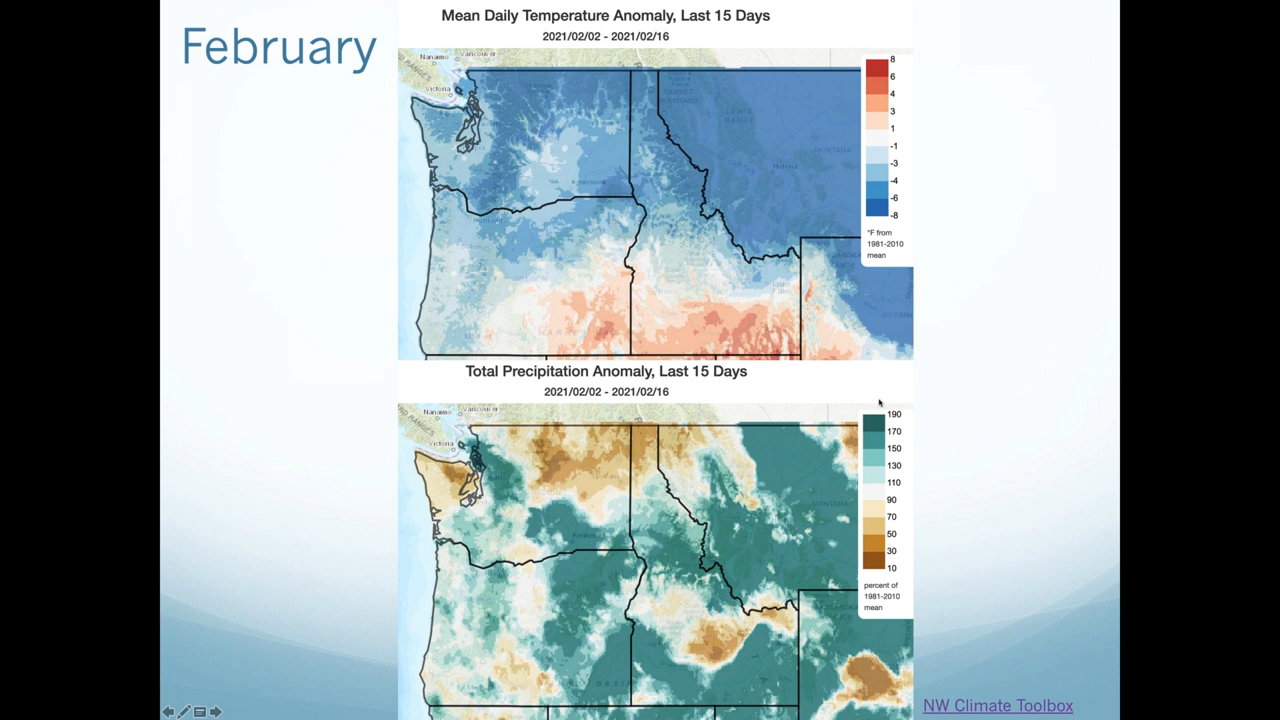 February
Mean Daily Temperature Anomaly, Last 15 Days
2021/02/02 - 2021/02/16
Nanaimo
Vancouver
Victoria
8
6
4
3
1
-1
-3
-4
-6
-8
°F from
1981-2010
mean
MONTANA
Helena
Total Precipitation Anomaly, Last 15 Days
2021/02/02 - 2021/02/16
Nanaimo
Vancouver
Victoria
190
170
150
130
110
90
70
50
30
10
percent of
1981-2010
mean
MONTANA
BASIN
NW Climate Toolbox